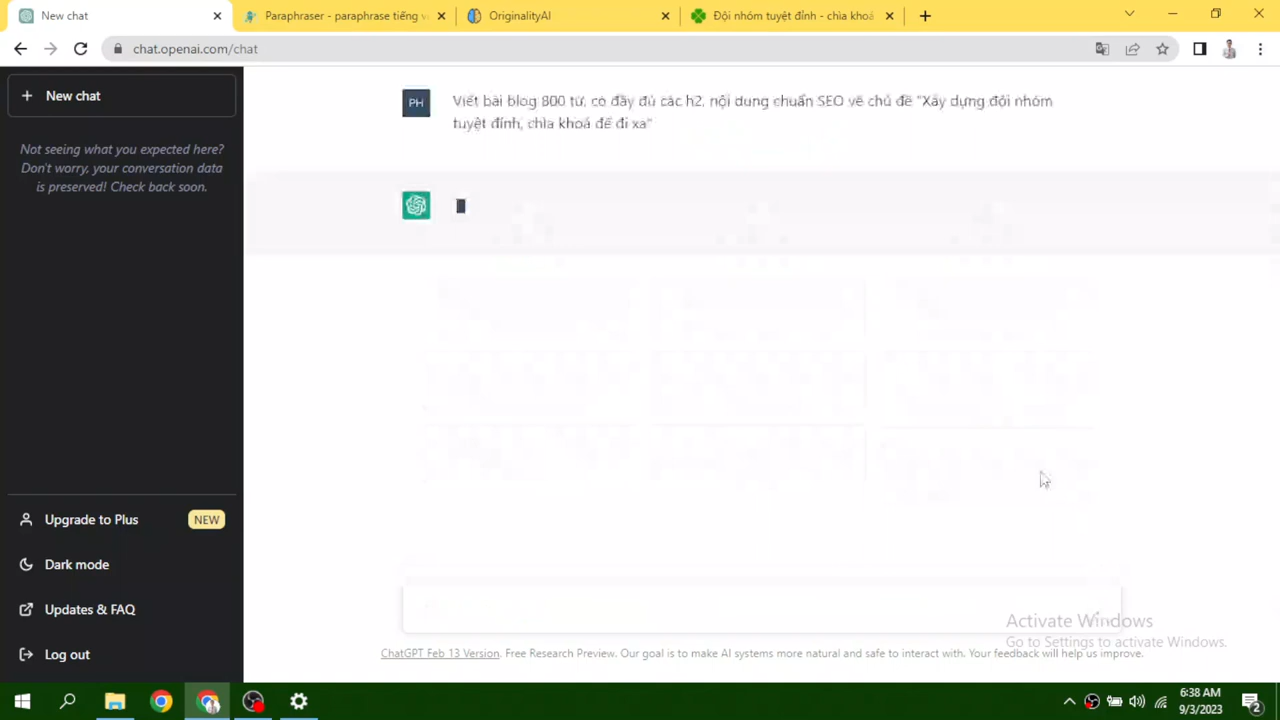 New chat
Paraphraser - paraphrase tiếng v
OriginalityAI
Đội nhóm tuyệt đỉnh - chìa khoá
chat.openai.com/chat
New chat
Not seeing what you expected here?
Don't worry, your conversation data
is preserved! Check back soon.
PH
Viết bài blog 800 từ, có đầy đủ các h2, nội dung chuẩn SEO về chủ đề "Xây dựng đội nhóm
tuyệt đỉnh, chìa khoá để đi xa"
Upgrade to Plus
NEW
Dark mode
Updates & FAQ
Log out
Activate Windows
Go to Settings to activate Windows.
ChatGPT Feb 13 Version. Free Research Preview. Our goal is to make AI systems more natural and safe to interact with. Your feedback will help us improve.
6:38 AM
9/3/2023
2